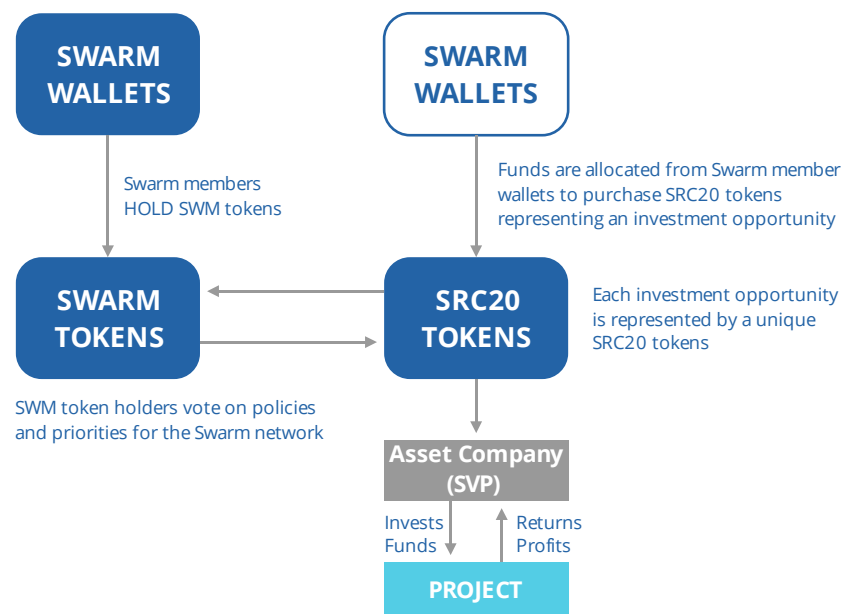 SWARM
WALLETS
SWARM
WALLETS
Swarm members
HOLD SWM tokens
Funds are allocated from Swarm member
wallets to purchase SRC20 tokens
representing an investment opportunity
SWARM
TOKENS
SRC20
TOKENS
Each investment opportunity
is represented by a unique
SRC20 tokens
SWM token holders vote on policies
and priorities for the Swarm network
Asset Company
(SVP)
Invests
Funds
Returns
Profits
PROJECT